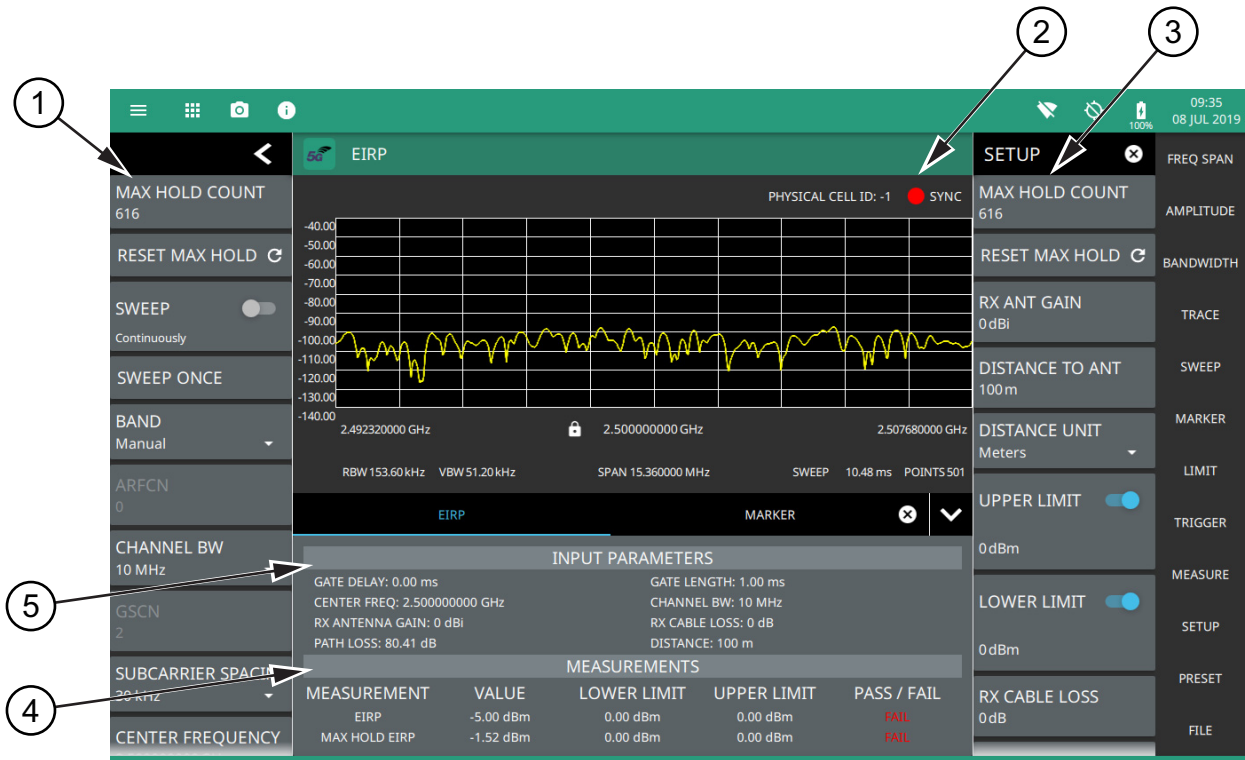 1
2
3
4
5
09:35
100%
08 JUL 2019
MAX HOLD COUNT
616
RESET MAX HOLD
SWEEP
Continuously
SWEEP ONCE
BAND
Manual
ARFCN
0
CHANNEL BW
10 MHz
GSCN
2
SUBCARRIER SPACIN
30 kHz
CENTER FREQUENCY
5G EIRP
PHYSICAL CELL ID: -1 SYNC
-40.00
-50.00
-60.00
-70.00
-80.00
-90.00
-100.00
-110.00
-120.00
-130.00
-140.00
2.492320000 GHz 2.500000000 GHz 2.507680000 GHz
RBW 153.60 kHz VBW 51.20 kHz SPAN 15.360000 MHz SWEEP 10.48 ms POINTS 501
EIRP MARKER
INPUT PARAMETERS
GATE DELAY: 0.00 ms GATE LENGTH: 1.00 ms
CENTER FREQ: 2.500000000 GHz CHANNEL BW: 10 MHz
RX ANTENNA GAIN: 0 dBi RX CABLE LOSS: 0 dB
PATH LOSS: 80.41 dB DISTANCE: 100 m
MEASUREMENTS
MEASUREMENT VALUE LOWER LIMIT UPPER LIMIT PASS / FAIL
EIRP -5.00 dBm 0.00 dBm 0.00 dBm FAIL
MAX HOLD EIRP -1.52 dBm 0.00 dBm 0.00 dBm FAIL
SETUP
MAX HOLD COUNT
616
RESET MAX HOLD
RX ANT GAIN
0 dBi
DISTANCE TO ANT
100 m
DISTANCE UNIT
Meters
UPPER LIMIT
0 dBm
LOWER LIMIT
0 dBm
RX CABLE LOSS
0 dB
FREQ SPAN
AMPLITUDE
BANDWIDTH
TRACE
SWEEP
MARKER
LIMIT
TRIGGER
MEASURE
SETUP
PRESET
FILE